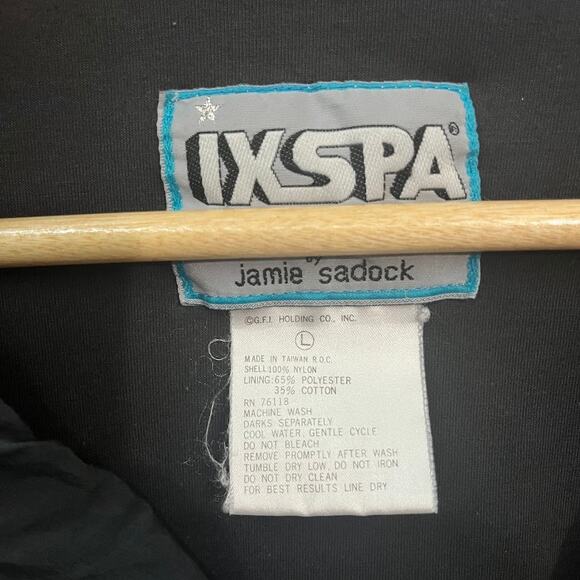 IXSPA®
by
jamie sadock
©G.F.I. HOLDING CO., INC.
L
MADE IN TAIWAN R.O.C.
SHELL:100% NYLON
LINING:65% POLYESTER
35% COTTON
RN 76118
MACHINE WASH
DARKS SEPARATELY
COOL WATER, GENTLE CYCLE
DO NOT BLEACH
REMOVE PROMPTLY AFTER WASH
TUMBLE DRY LOW, DO NOT IRON
DO NOT DRY CLEAN
FOR BEST RESULTS LINE DRY